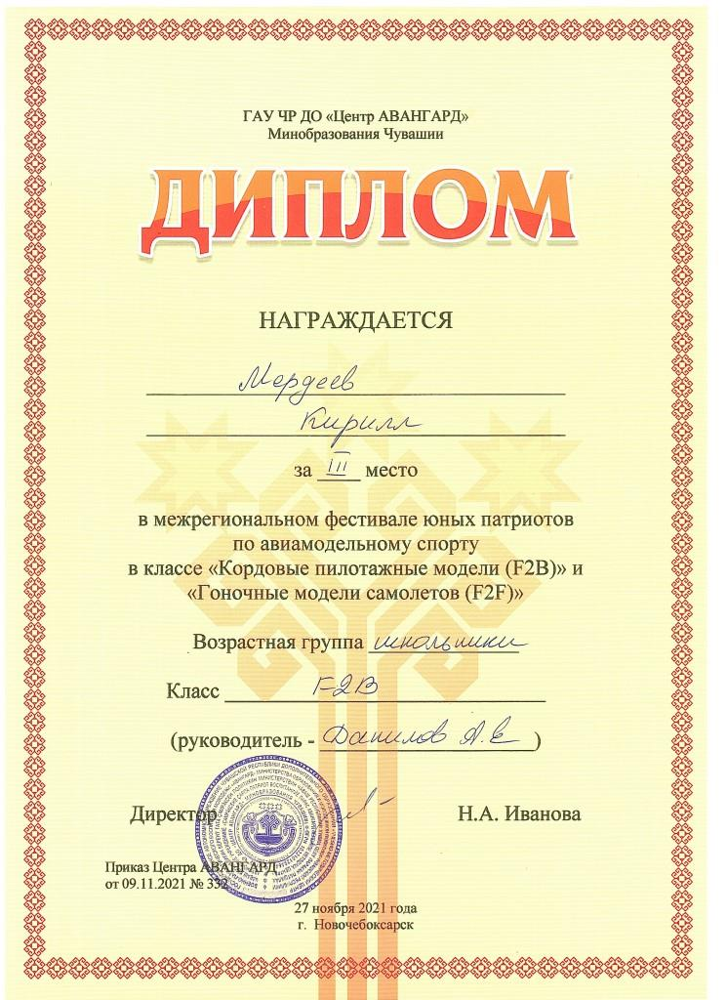 ГАУ ЧР ДО «Центр АВАНГАРД»
Минобразования Чувашии
ДИПЛОМ
НАГРАЖДАЕТСЯ
Мердеев
Кирилл
за III место
в межрегиональном фестивале юных патриотов
по авиамодельному спорту
в классе «Кордовые пилотажные модели (F2B)» и
«Гоночные модели самолетов (F2F)»
Возрастная группа школьники
Класс F2B
(руководитель - Данилов А.Е)
Директор Н.А. Иванова
Приказ Центра АВАНГАРД
от 09.11.2021 № 332
27 ноября 2021 года
г. Новочебоксарск